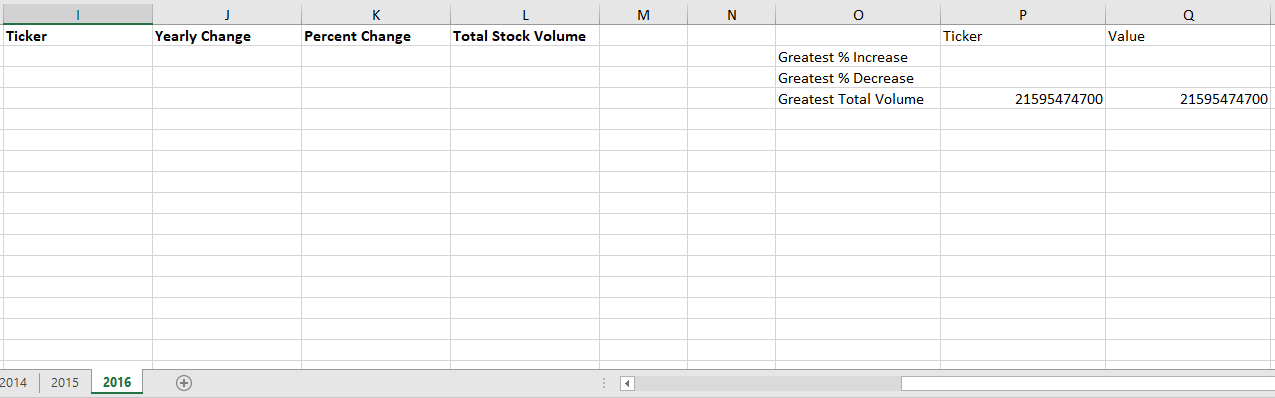 I J K L M N O P Q
Ticker Yearly Change Percent Change Total Stock Volume Ticker Value
Greatest % Increase
Greatest % Decrease
Greatest Total Volume 21595474700 21595474700
2014 2015 2016